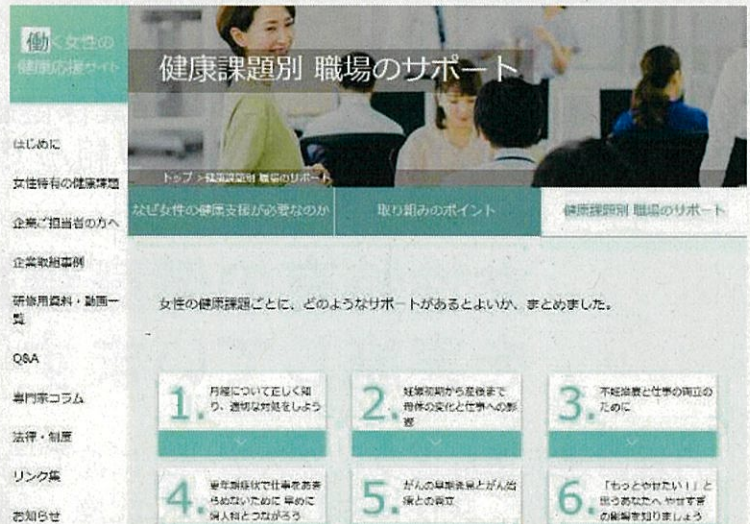 働く女性の
健康応援サイト
健康課題別 職場のサポート
トップ > 健康課題別 職場のサポート
はじめに
女性特有の健康課題
企業ご担当者の方へ
企業取組事例
研修用資料・動画一
覧
Q&A
専門家コラム
法律・制度
リンク集
お知らせ
なぜ女性の健康支援が必要なのか
取り組みのポイント
健康課題別 職場のサポート
女性の健康課題ごとに、どのようなサポートがあるとよいか、まとめました。
1. 月経について正しく知
り、適切な対処をしよう
2. 妊娠初期から産後まで
母体の変化と仕事への影
響
3. 不妊治療と仕事の両立の
ために
4. 更年期症状で仕事をあき
らめないために 早めに
婦人科とつながろう
5. がんの早期発見とがん治
療との両立
6. 「もっとやせたい!」と
思うあなたへ やせすぎ
の影響を知りましょう